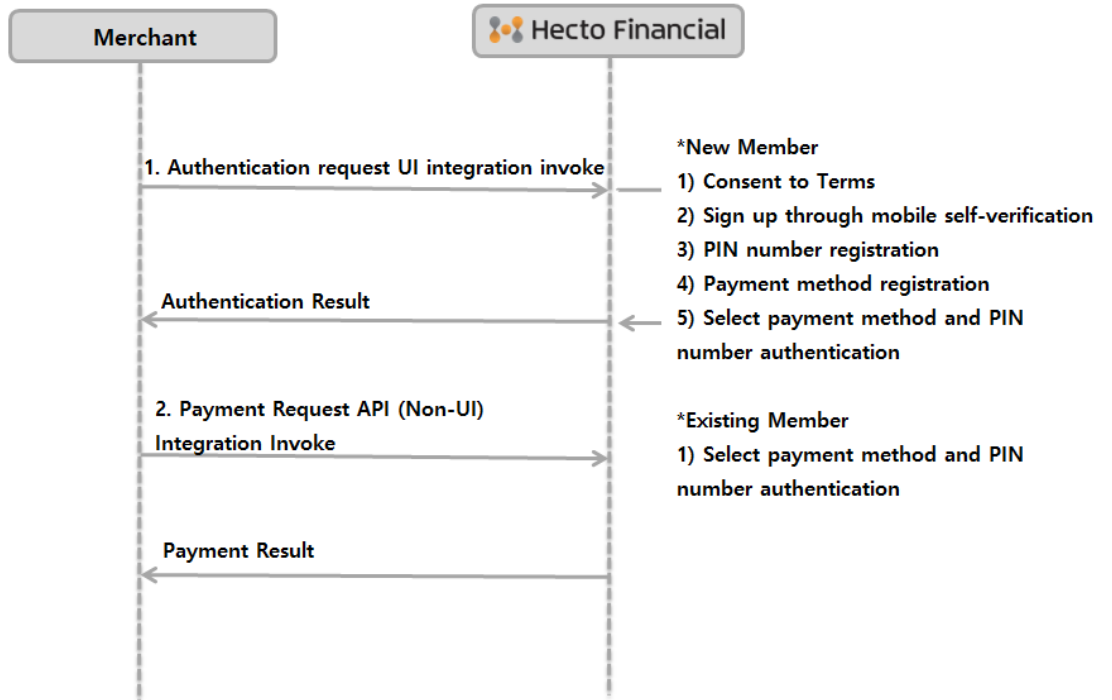 Merchant
Hecto Financial
1. Authentication request UI integration invoke
*New Member
1) Consent to Terms
2) Sign up through mobile self-verification
3) PIN number registration
4) Payment method registration
5) Select payment method and PIN
number authentication
Authentication Result
2. Payment Request API (Non-UI)
Integration Invoke
*Existing Member
1) Select payment method and PIN
number authentication
Payment Result